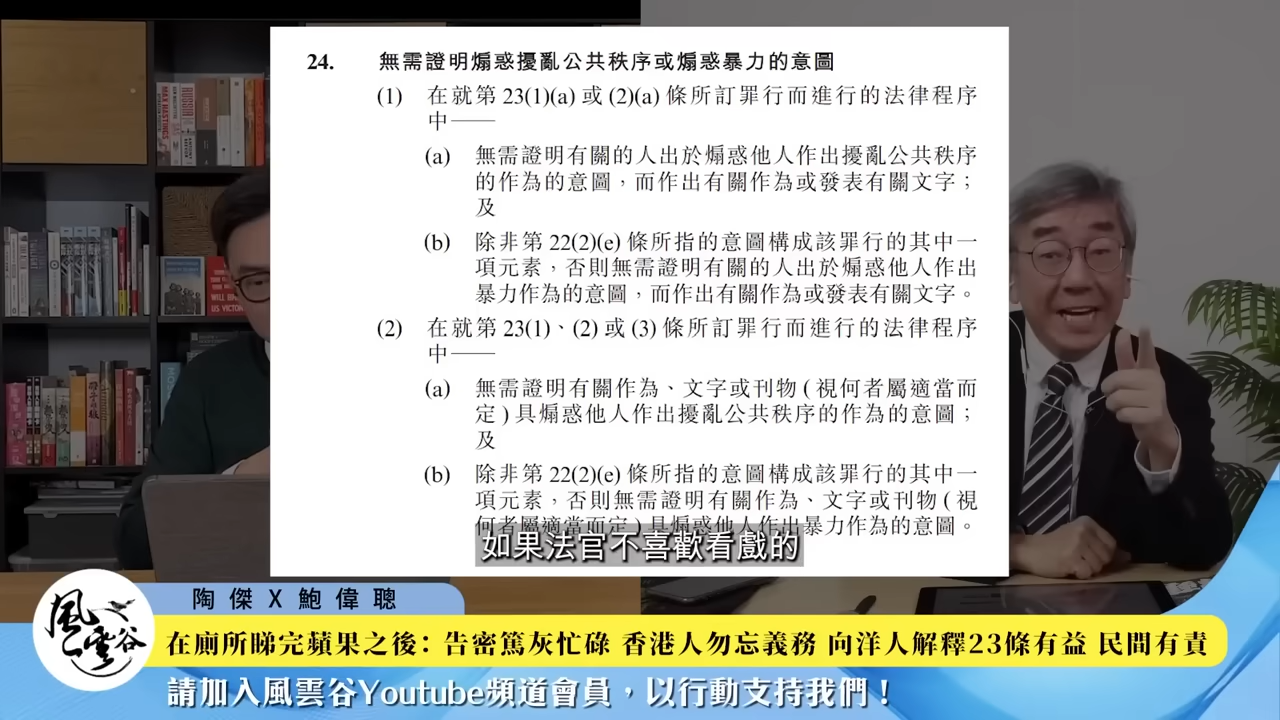 24. 無需證明煽惑擾亂公共秩序或煽惑暴力的意圖
(1) 在就第 23(1)(a) 或 (2)(a) 條所訂罪行而進行的法律程序
中——
(a) 無需證明有關的人出於煽惑他人作出擾亂公共秩序
的作為的意圖，而作出有關作為或發表有關文字；
及
(b) 除非第 22(2)(e) 條所指的意圖構成該罪行的其中一
項元素，否則無需證明有關的人出於煽惑他人作出
暴力作為的意圖，而作出有關作為或發表有關文字。
(2) 在就第 23(1)、(2) 或 (3) 條所訂罪行而進行的法律程序
中——
(a) 無需證明有關作為、文字或刊物 ( 視何者屬適當而
定 ) 具煽惑他人作出擾亂公共秩序的作為的意圖；
及
(b) 除非第 22(2)(e) 條所指的意圖構成該罪行的其中一
項元素，否則無需證明有關作為、文字或刊物 ( 視
何者屬適當而定 ) 具煽惑他人作出暴力作為的意圖。
如果法官不喜歡看戲的
MAX HASTINGS
RUSSIA
WILL BR
US VICTOR
陶傑 X 鮑偉聰
風雲谷
在廁所睇完蘋果之後: 告密篤灰忙碌 香港人勿忘義務 向洋人解釋23條有益 民間有責
請加入風雲谷Youtube頻道會員，以行動支持我們！